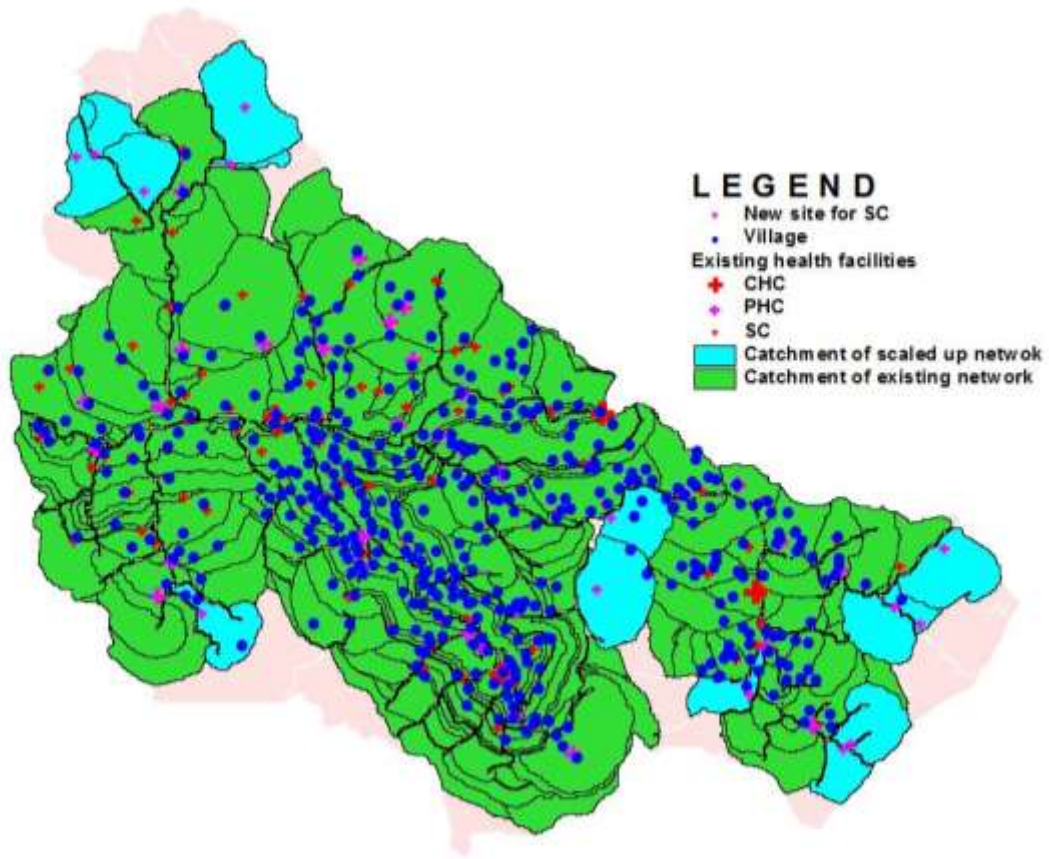 LEGEND
New site for SC
Village
Existing health facilities
CHC
PHC
SC
Catchment of scaled up netwok
Catchment of existing network